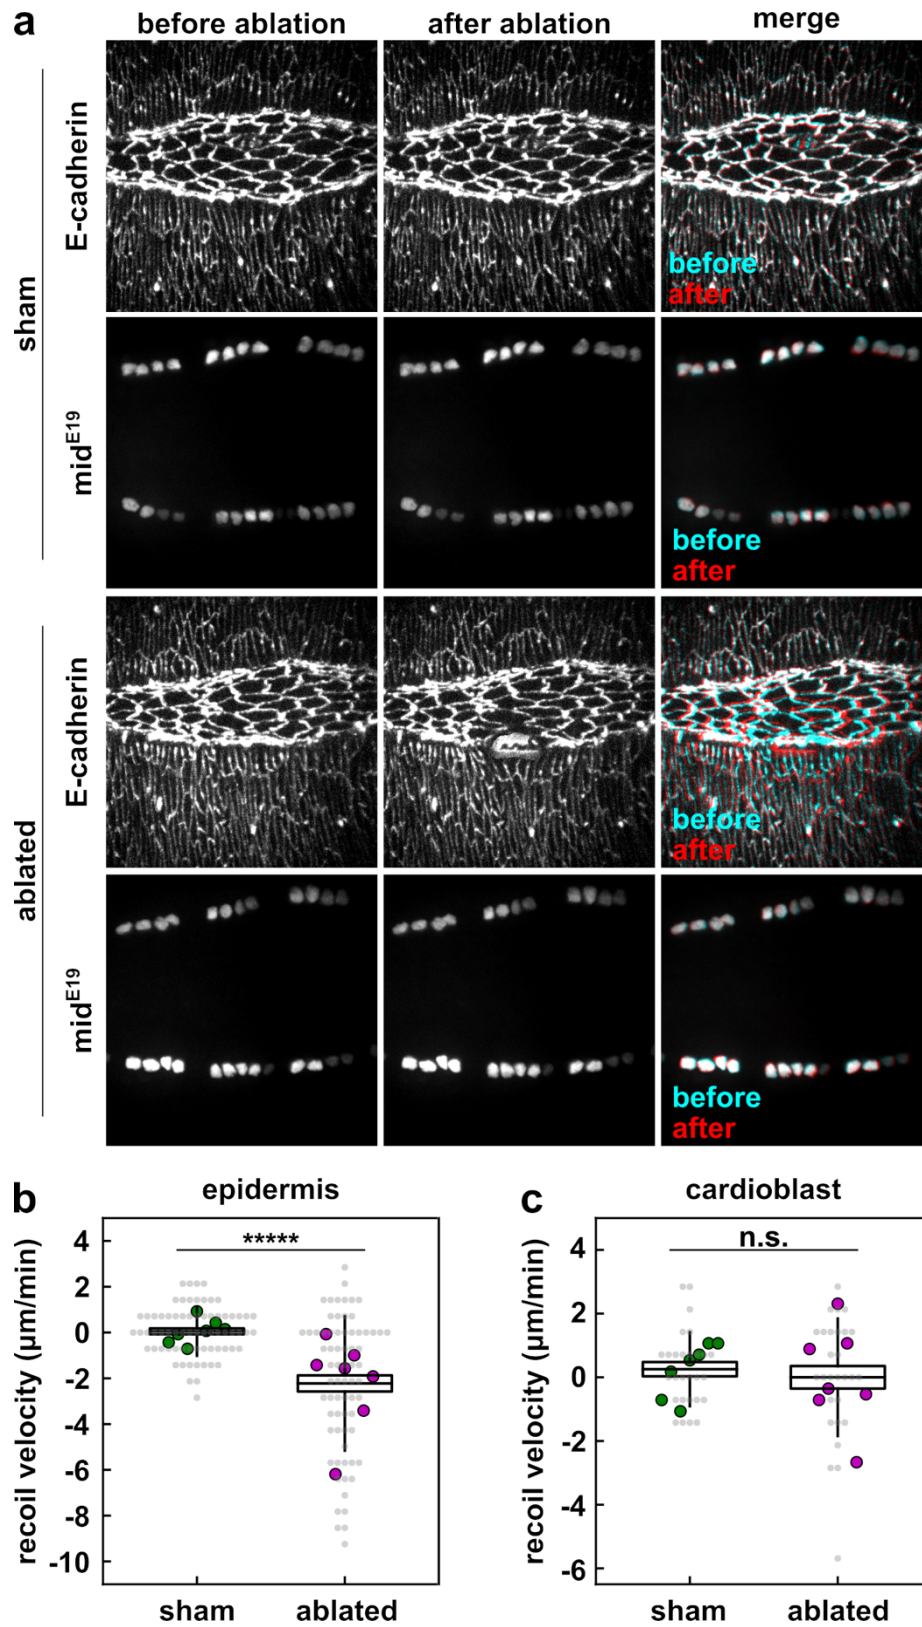 a
before ablation after ablation merge
sham
E-cadherin
before
after
mid^E19
before
after
ablated
E-cadherin
before
after
mid^E19
before
after
b epidermis
recoil velocity (μm/min)
*****
4
2
0
-2
-4
-6
-8
-10
sham ablated
c cardioblast
recoil velocity (μm/min)
n.s.
4
2
0
-2
-4
-6
sham ablated